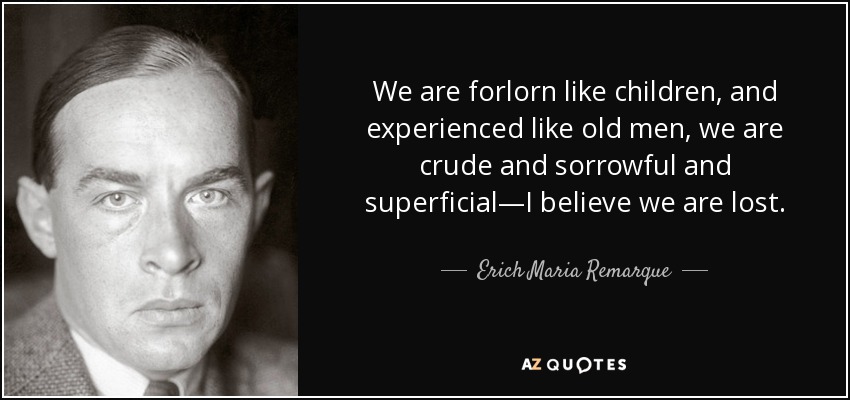 We are forlorn like children, and
experienced like old men, we are
crude and sorrowful and
superficial—I believe we are lost.
Erich Maria Remarque
AZ QUOTES